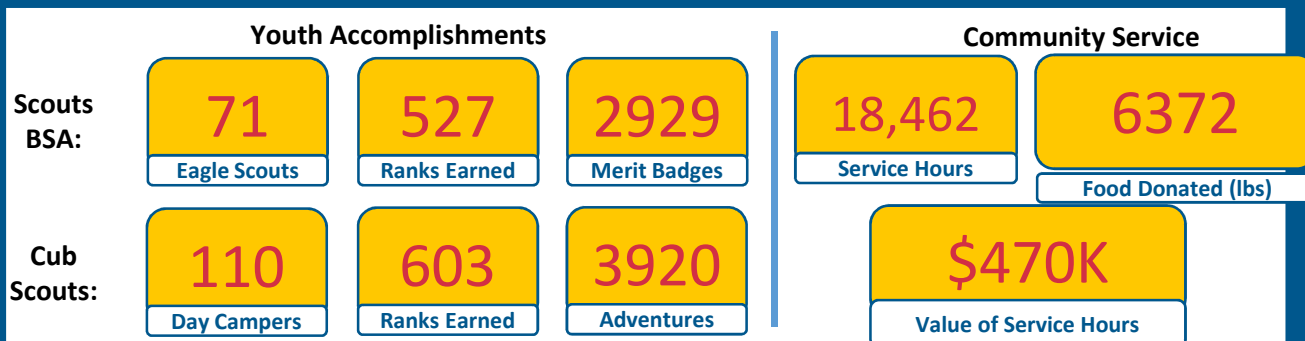 Youth Accomplishments
Community Service
Scouts
BSA:
71
Eagle Scouts
527
Ranks Earned
2929
Merit Badges
18,462
Service Hours
6372
Food Donated (lbs)
Cub
Scouts:
110
Day Campers
603
Ranks Earned
3920
Adventures
$470K
Value of Service Hours